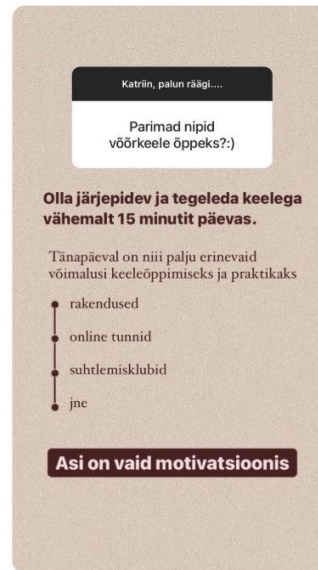 Katriin, palun räägi....
Parimad nipid
võõrkeele õppeks?:)
Olla järjepidev ja tegeleda keelega
vähemalt 15 minutit päevas.
Tänapäeval on niii palju erinevaid
võimalusi keeleõppimiseks ja praktikaks
rakendused
online tunnid
suhtlemisklubid
jne
Asi on vaid motivatsioonis